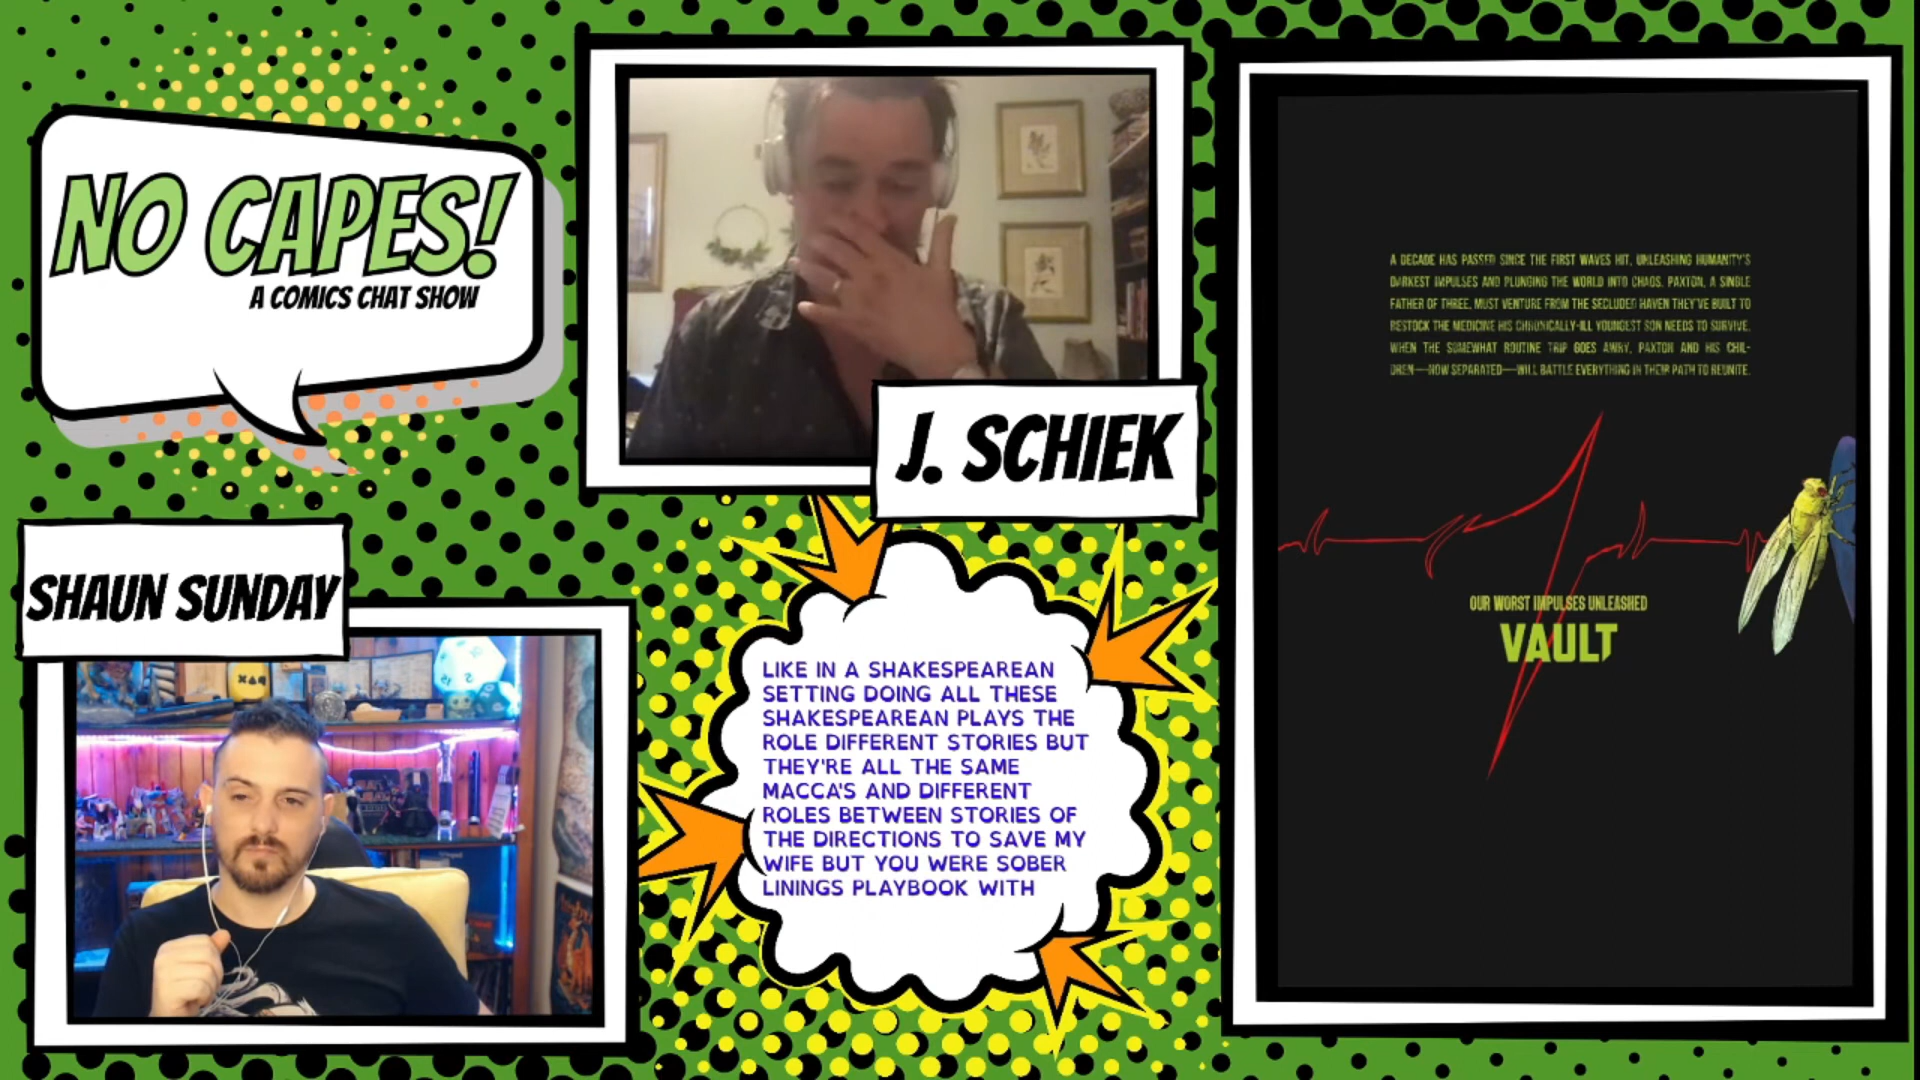 NO CAPES!
A COMICS CHAT SHOW
J. SCHIEK
SHAUN SUNDAY
LIKE IN A SHAKESPEAREAN
SETTING DOING ALL THESE
SHAKESPEAREAN PLAYS THE
ROLE DIFFERENT STORIES BUT
THEY'RE ALL THE SAME
MACCA'S AND DIFFERENT
ROLES BETWEEN STORIES OF
THE DIRECTIONS TO SAVE MY
WIFE BUT YOU WERE SOBER
LININGS PLAYBOOK WITH
A DECADE HAS PASSED SINCE THE FIRST WAVES HIT, UNLEASHING HUMANITY'S
DARKEST IMPULSES AND PLUNGING THE WORLD INTO CHAOS. PAXTON, A SINGLE
FATHER OF THREE, MUST VENTURE FROM THE SECLUDED HAVEN THEY'VE BUILT TO
RESTOCK THE MEDICINE HIS CHRONICALLY-ILL YOUNGEST SON NEEDS TO SURVIVE.
WHEN THE SOMEWHAT ROUTINE TRIP GOES AWRY, PAXTON AND HIS CHIL-
DREN—NOW SEPARATED—WILL BATTLE EVERYTHING IN THEIR PATH TO REUNITE.
OUR WORST IMPULSES UNLEASHED
VAULT